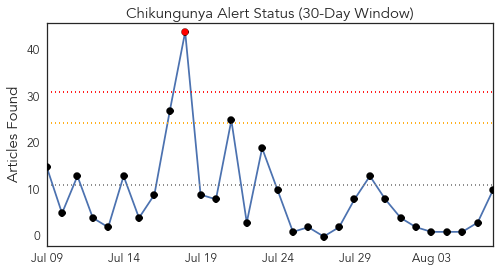 Chikungunya Alert Status (30-Day Window)
Articles Found
40
30
20
10
0
Jul 09 Jul 14 Jul 19 Jul 24 Jul 29 Aug 03